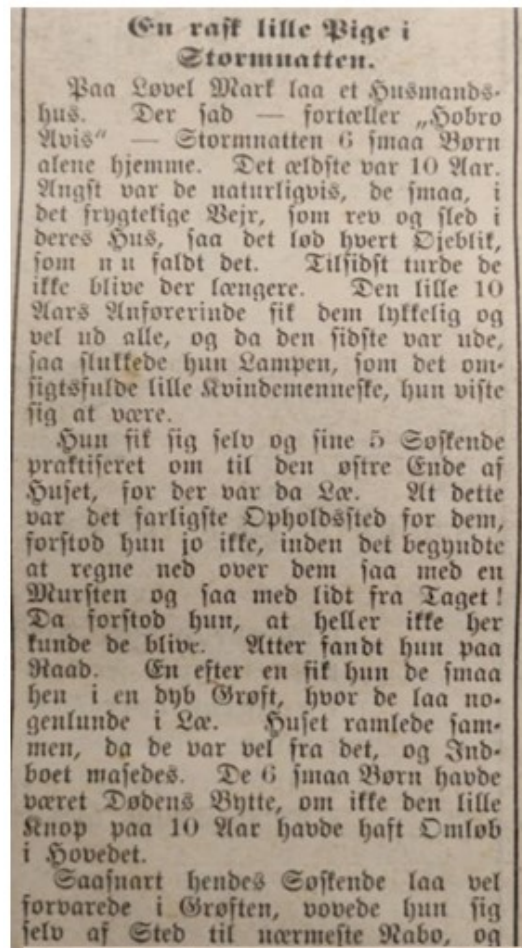 En rask lille Pige i
Stormnatten.
Paa Løvel Mark laa et Husmands-
hus. Der sad — fortæller „Hobro
Avis“ — Stormnatten 6 smaa Børn
alene hjemme. Det ældste var 10 Aar.
Angst var de naturligvis, de smaa, i
det frygtelige Vejr, som rev og sled i
deres Hus, saa det lød hvert Øjeblik,
som nu faldt det. Tilsidst turde de
ikke blive der længere. Den lille 10
Aars Anførerinde fik dem lykkelig og
vel ud alle, og da den sidste var ude,
saa slukkede hun Lampen, som det om-
sigtsfulde lille Kvindemenneske, hun viste
sig at være.
Hun fik sig selv og sine 5 Søskende
praktiseret om til den østre Ende af
Huset, for der var da Læ. At dette
var det farligste Opholdssted for dem,
forstod hun jo ikke, inden det begyndte
at regne ned over dem saa med en
Mursten og saa med lidt fra Taget!
Da forstod hun, at heller ikke her
kunde de blive. Atter fandt hun paa
Raad. En efter en fik hun de smaa
hen i en dyb Grøft, hvor de laa no-
genlunde i Læ. Huset ramlede sam-
men, da de var vel fra det, og Ind-
boet masedes. De 6 smaa Børn havde
været Dødens Bytte, om ikke den lille
Knop paa 10 Aar havde haft Omløb
i Hovedet.
Saasnart hendes Søskende laa vel
forvarede i Grøften, vovede hun sig
selv af Sted til nærmeste Nabo, og